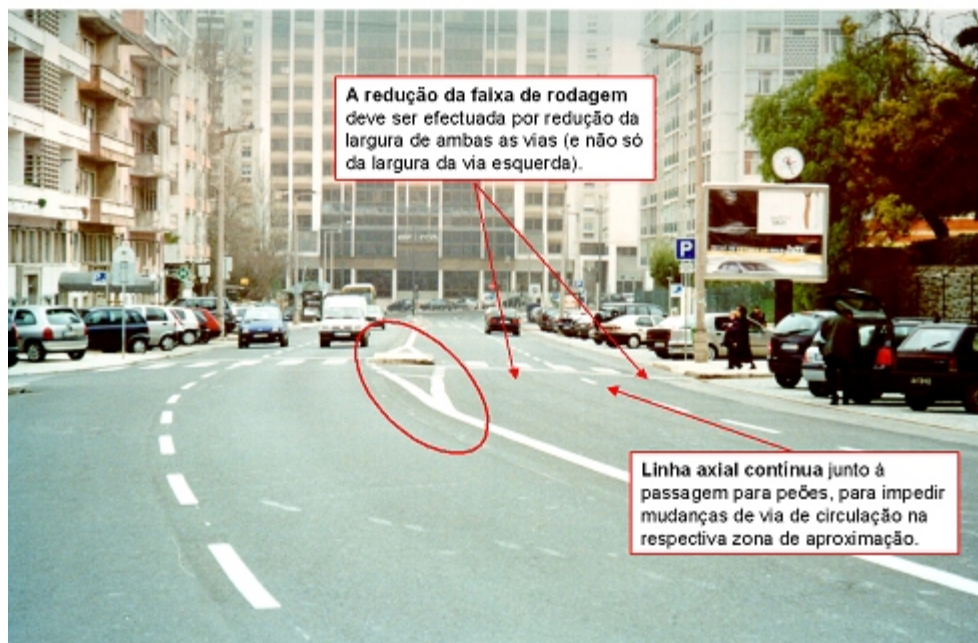 A redução da faixa de rodagem
deve ser efectuada por redução da
largura de ambas as vias (e não só
da largura da via esquerda).
P
Linha axial contínua junto à
passagem para peões, para impedir
mudanças de via de circulação na
respectiva zona de aproximação.